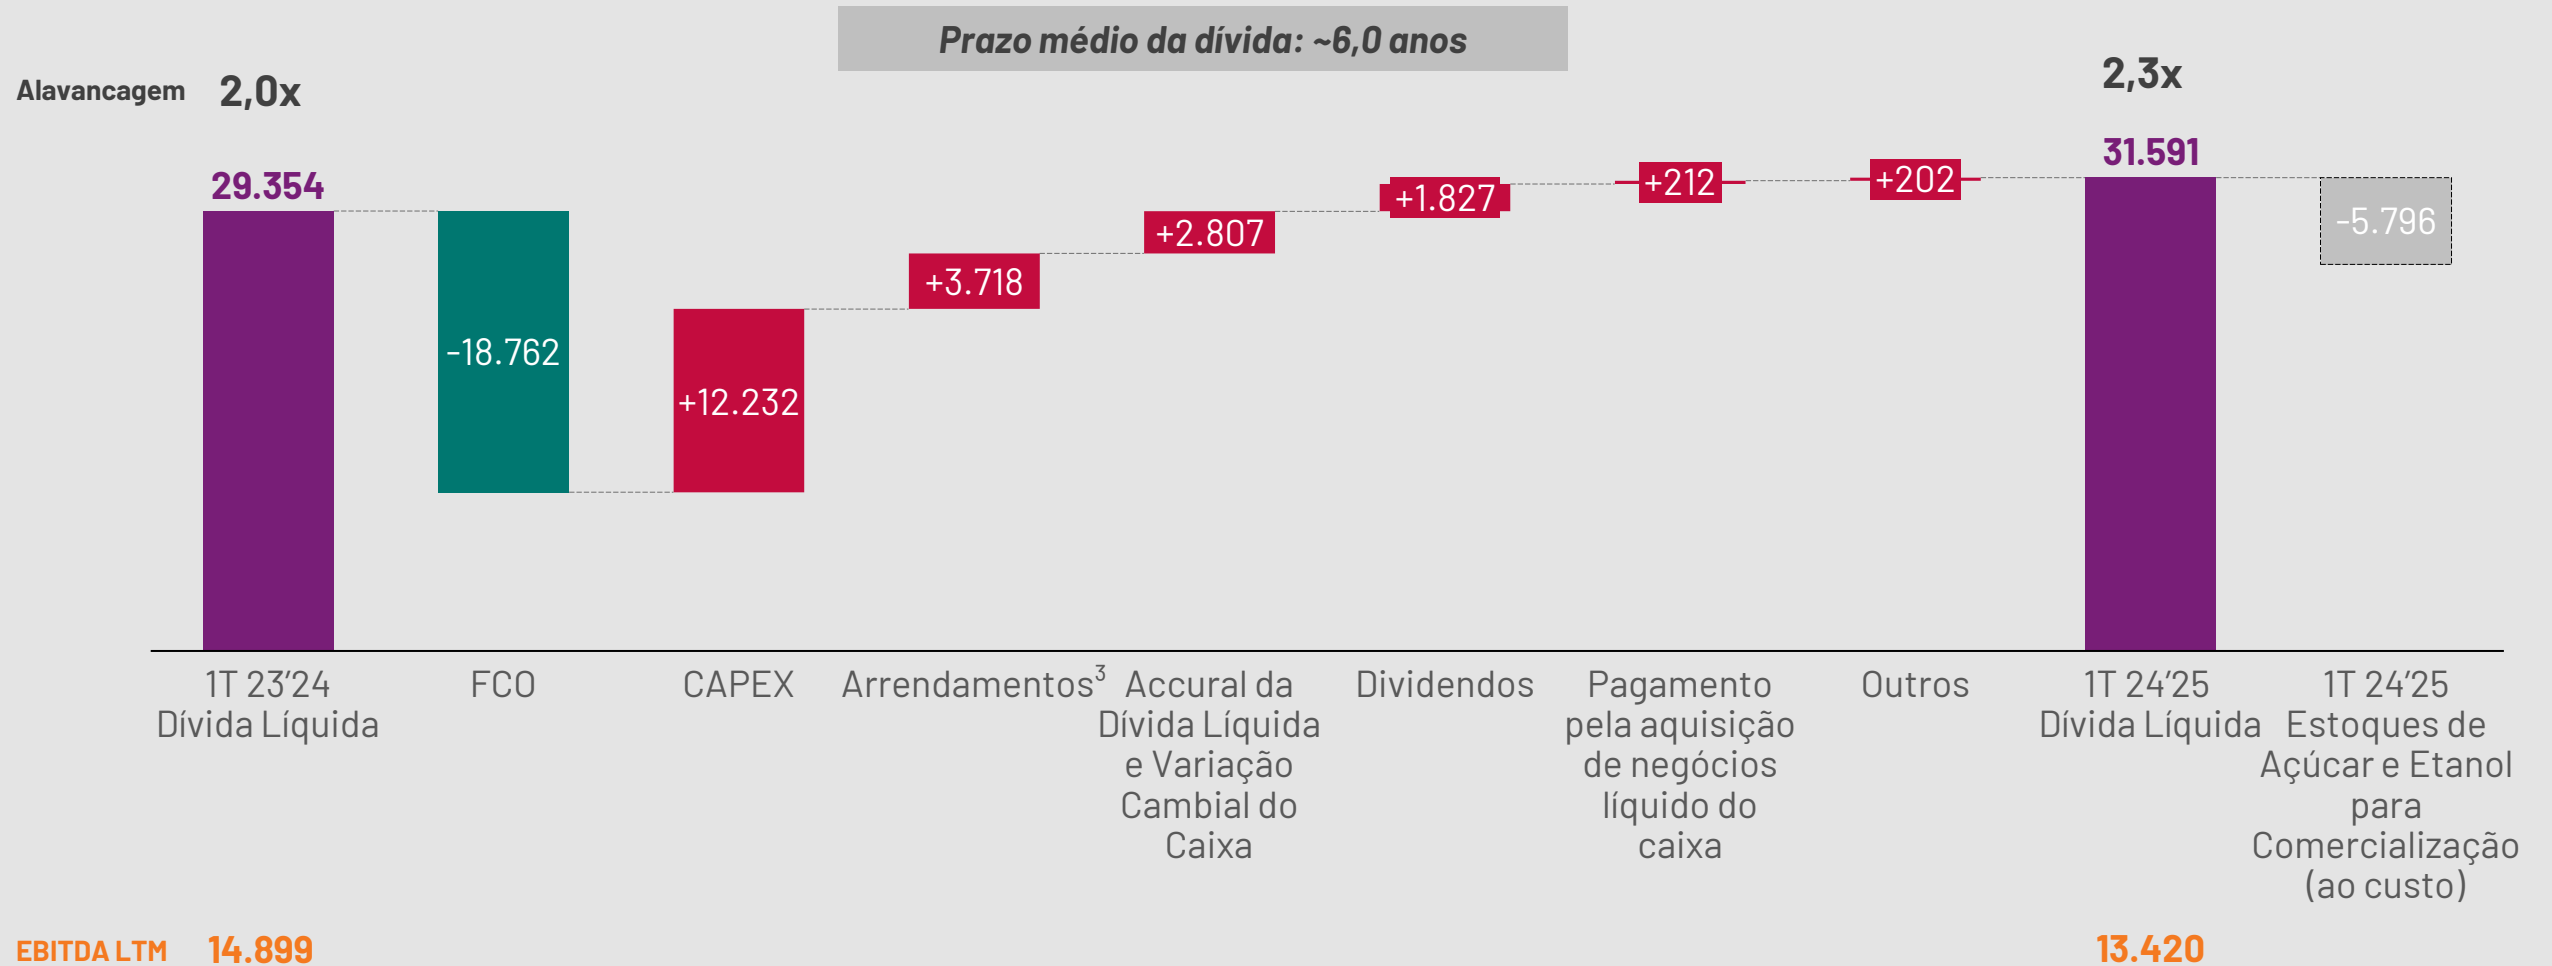 Prazo médio da dívida: ~6,0 anos
Alavancagem 2,0x
2,3x
29.354
-18.762
+12.232
+3.718
+2.807
+1.827
+212
+202
31.591
-5.796
1T 23’24
Dívida Líquida
FCO
CAPEX
Arrendamentos³
Accural da
Dívida Líquida
e Variação
Cambial do
Caixa
Dividendos
Pagamento
pela aquisição
de negócios
líquido do
caixa
Outros
1T 24’25
Dívida Líquida
1T 24’25
Estoques de
Açúcar e Etanol
para
Comercialização
(ao custo)
EBITDA LTM 14.899
13.420